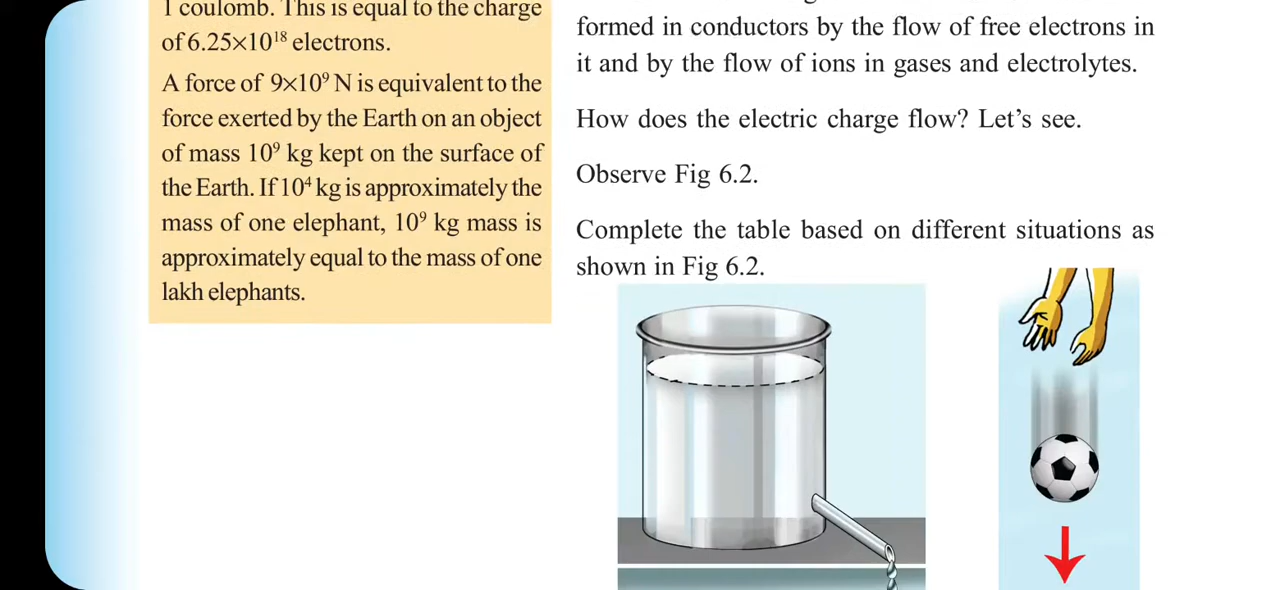 1 coulomb. This is equal to the charge
of 6.25×10¹⁸ electrons.
A force of 9×10⁹ N is equivalent to the
force exerted by the Earth on an object
of mass 10⁹ kg kept on the surface of
the Earth. If 10⁴ kg is approximately the
mass of one elephant, 10⁹ kg mass is
approximately equal to the mass of one
lakh elephants.
formed in conductors by the flow of free electrons in
it and by the flow of ions in gases and electrolytes.
How does the electric charge flow? Let’s see.
Observe Fig 6.2.
Complete the table based on different situations as
shown in Fig 6.2.